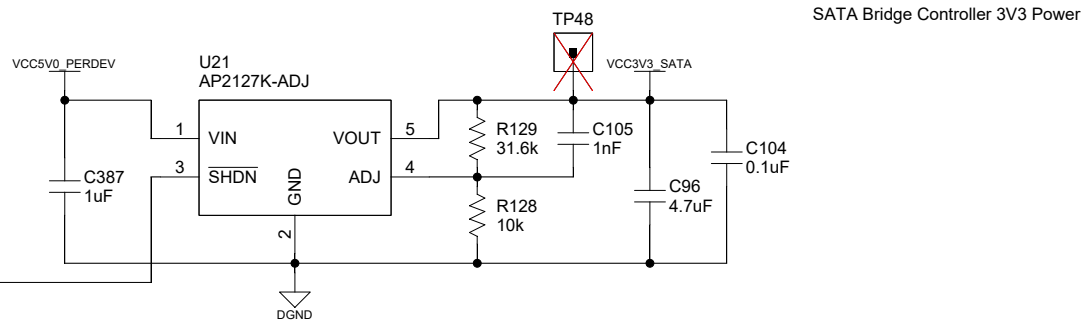 SATA Bridge Controller 3V3 Power
TP48
VCC5V0_PERDEV
U21
AP2127K-ADJ
VCC3V3_SATA
1
VIN
VOUT
5
R129
31.6k
C105
1nF
C104
0.1uF
3
SHDN
ADJ
4
C387
1uF
GND
C96
4.7uF
R128
10k
2
DGND